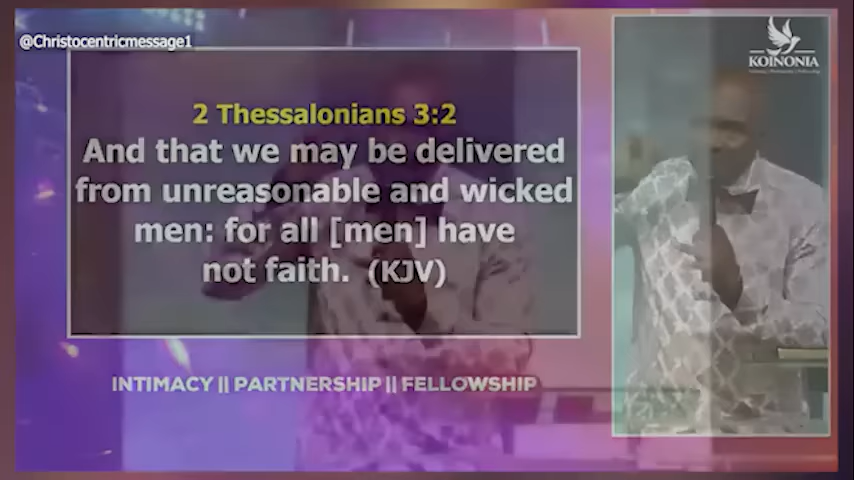 @Christocentricmessage1
KOINONIA
2 Thessalonians 3:2
And that we may be delivered
from unreasonable and wicked
men: for all [men] have
not faith. (KJV)
INTIMACY || PARTNERSHIP || FELLOWSHIP